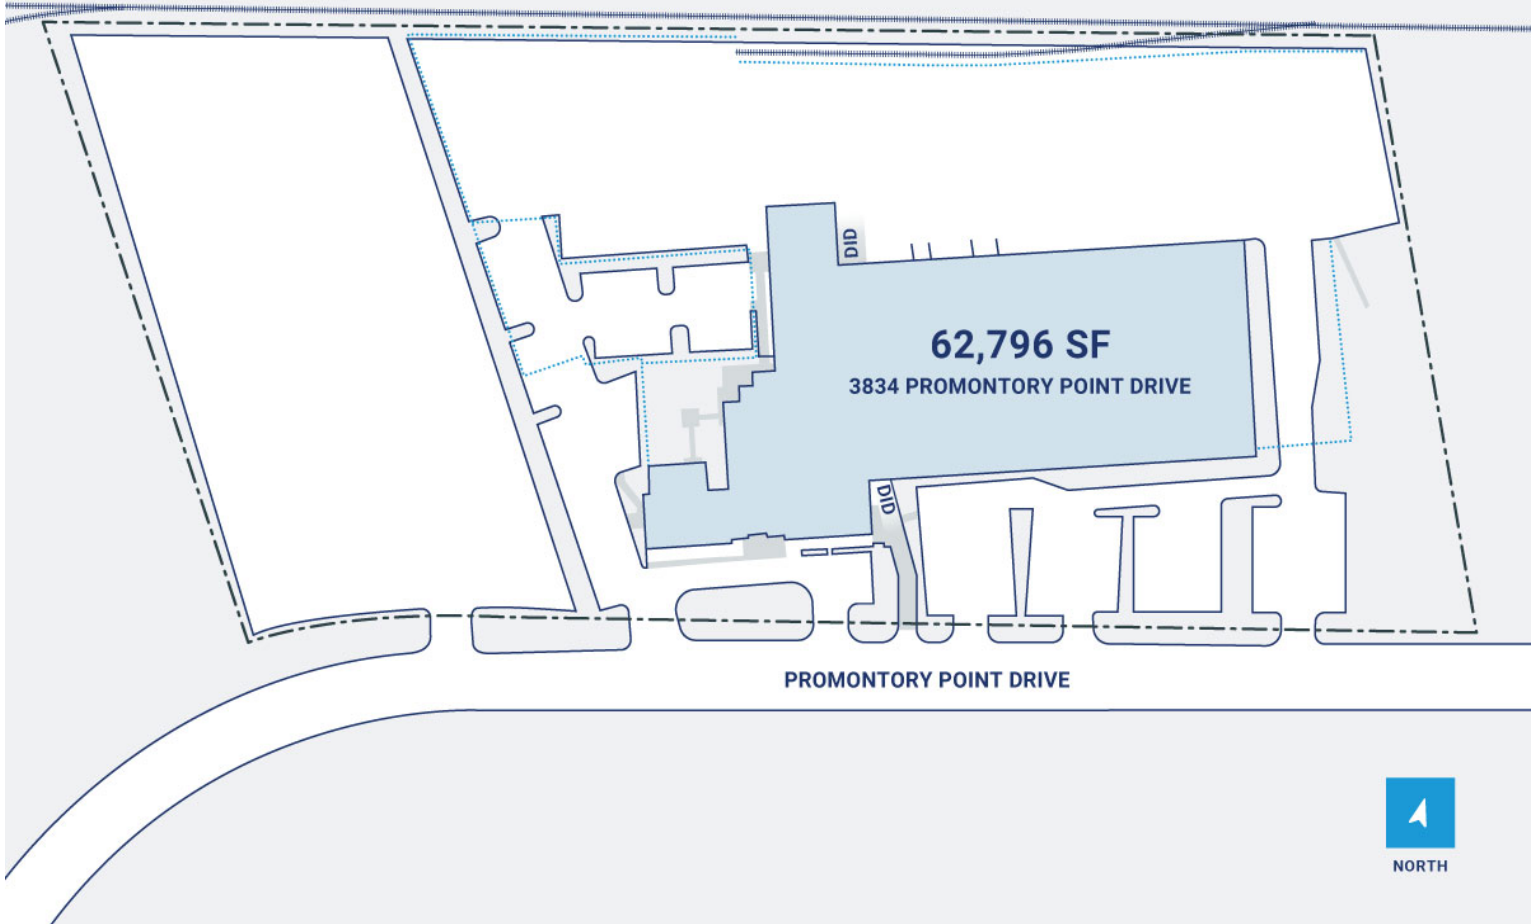 DID
62,796 SF
3834 PROMONTORY POINT DRIVE
DID
PROMONTORY POINT DRIVE
NORTH